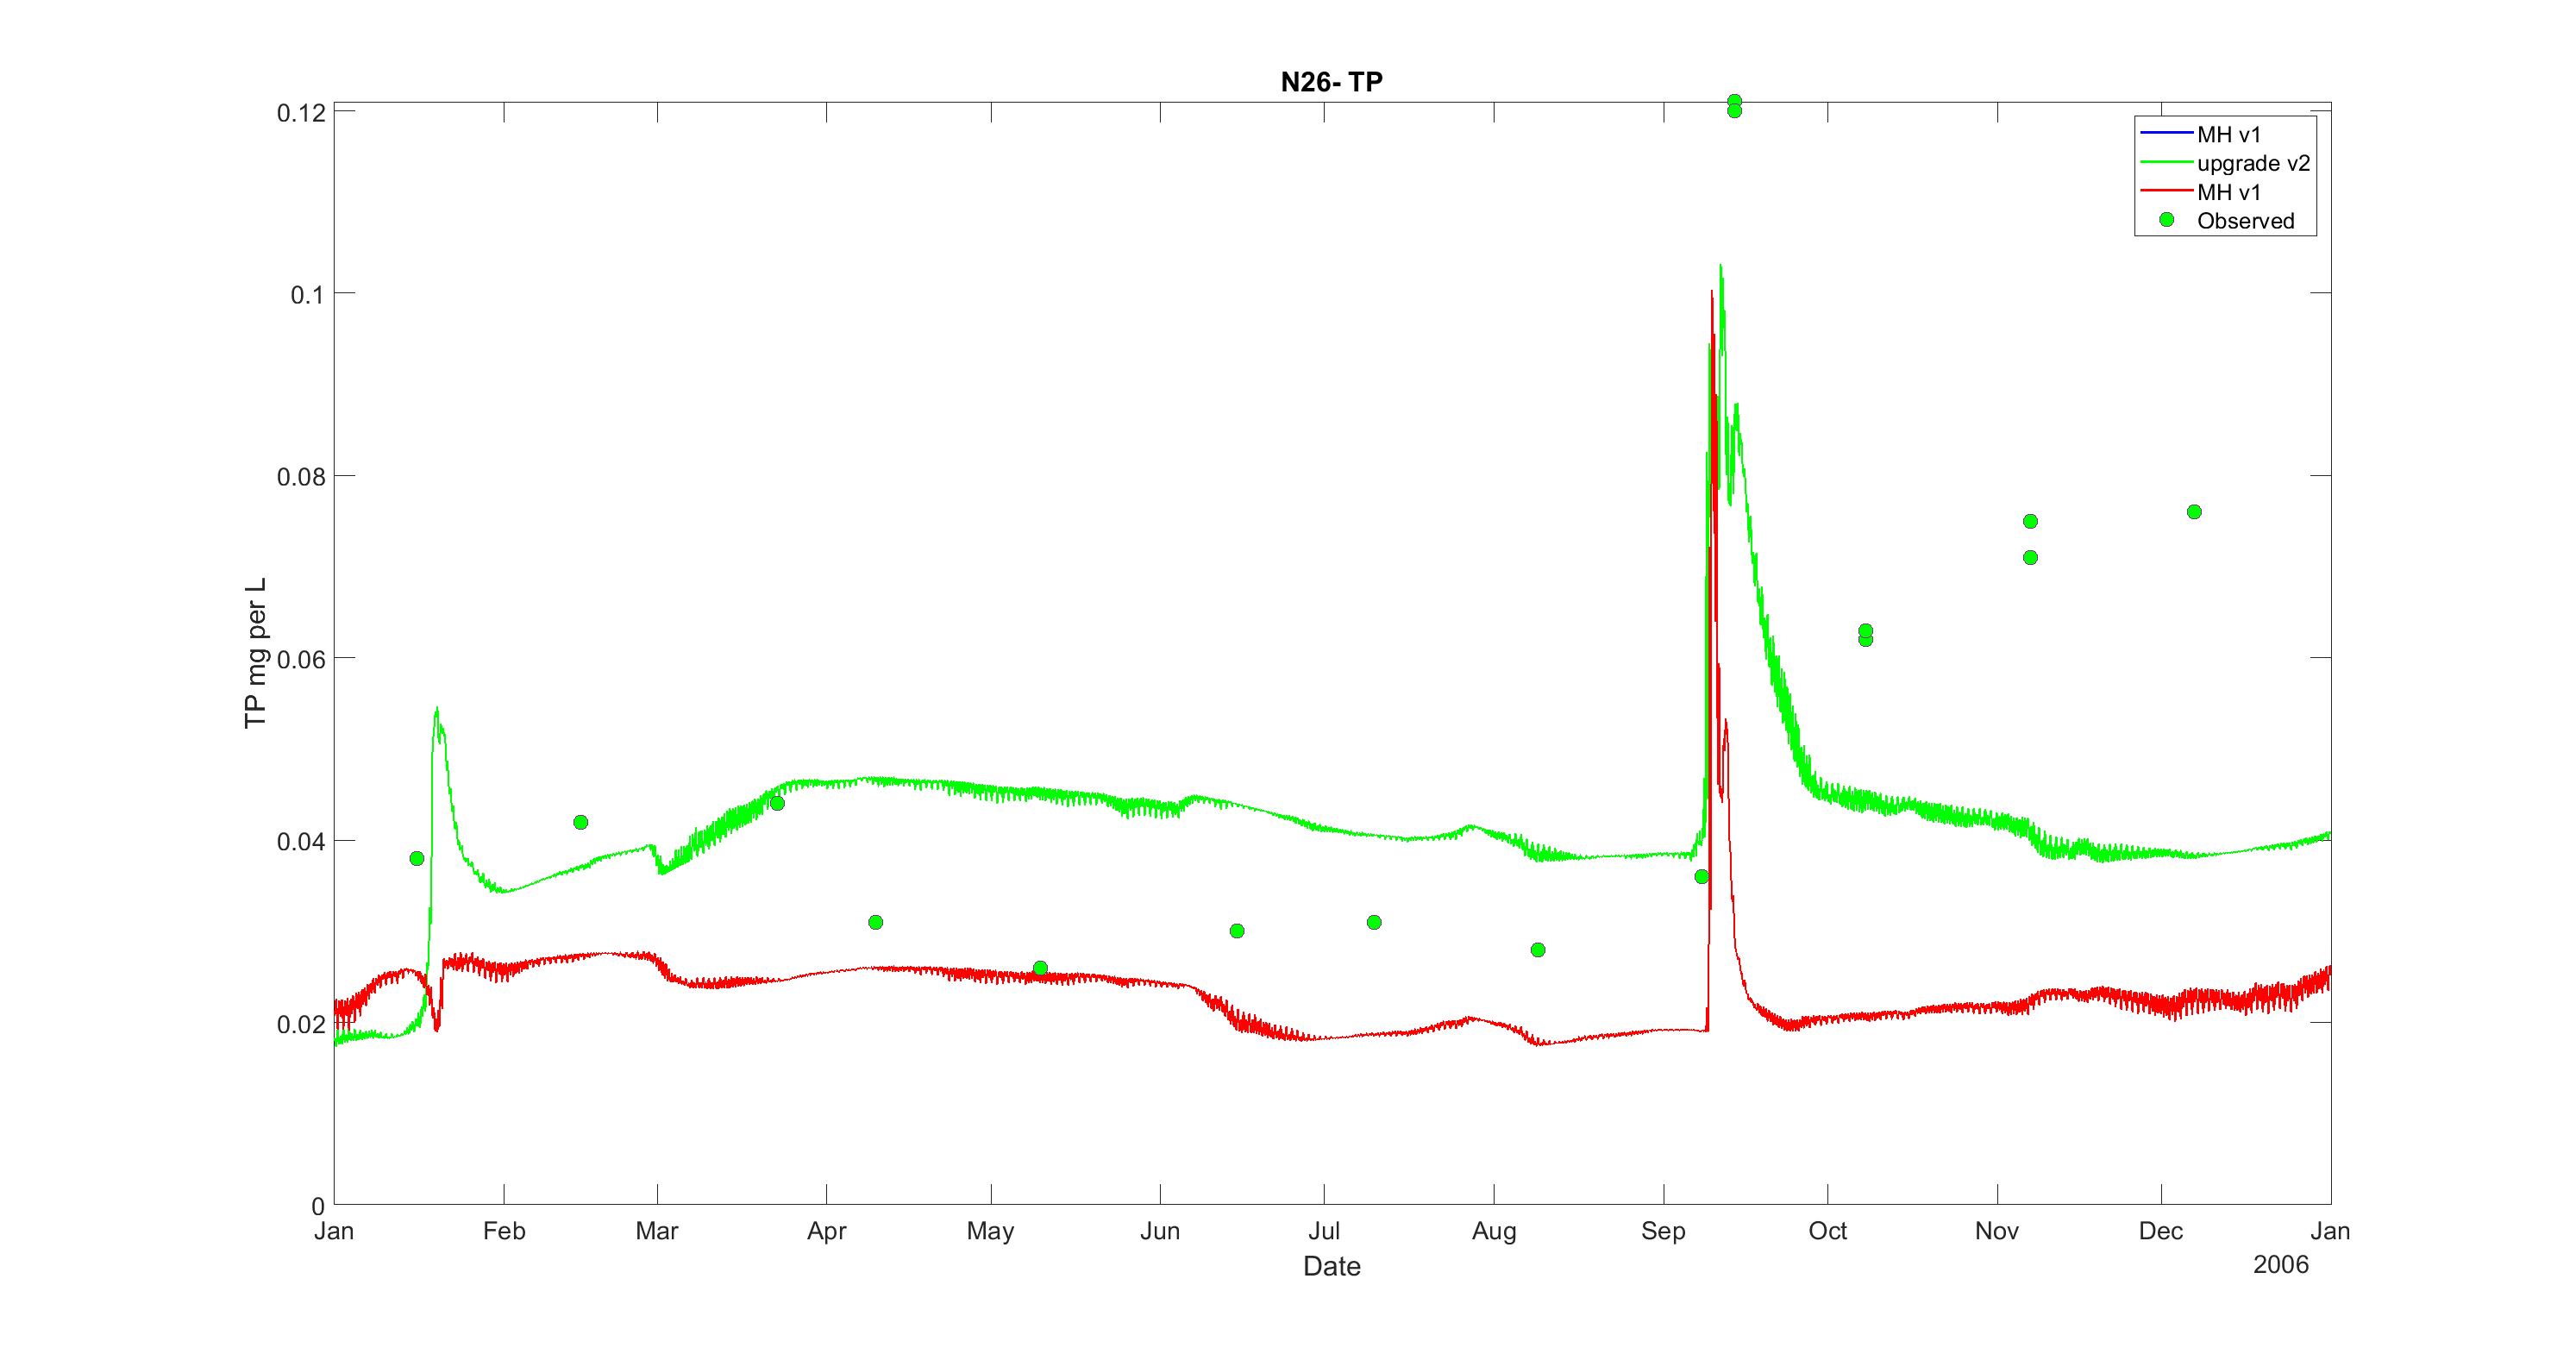 N26- TP
0.12
0.1
0.08
0.06
0.04
0.02
0
TP mg per L
MH v1
upgrade v2
MH v1
Observed
Jan Feb Mar Apr May Jun Jul Aug Sep Oct Nov Dec Jan
Date
2006